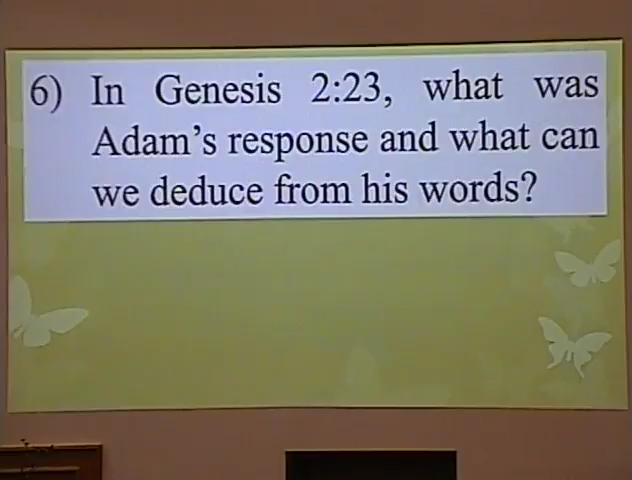 6) In Genesis 2:23, what was
Adam's response and what can
we deduce from his words?